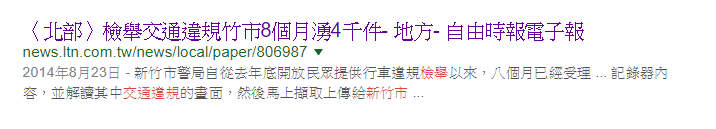 〈北部〉檢舉交通違規竹市8個月湧4千件- 地方- 自由時報電子報
news.ltn.com.tw/news/local/paper/806987
2014年8月23日 - 新竹市警局自從去年底開放民眾提供行車違規檢舉以來，八個月已經受理 ... 記錄器內
容，並解讀其中交通違規的畫面，然後馬上擷取上傳給新竹市 ...